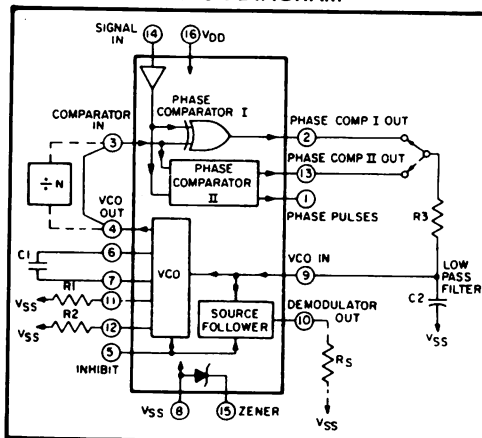 SIGNAL IN
14
16 VDD
PHASE COMPARATOR I
COMPARATOR IN
3
2
PHASE COMP I OUT
PHASE COMP II OUT
13
÷ N
PHASE COMPARATOR II
1
PHASE PULSES
VCO OUT
4
R3
6
C1
7
VCO
VCO IN
9
LOW PASS FILTER
VSS
R1
11
C2
SOURCE FOLLOWER
DEMODULATOR OUT
10
VSS
R2
12
VSS
5
INHIBIT
RS
VSS
8
15
ZENER
VSS